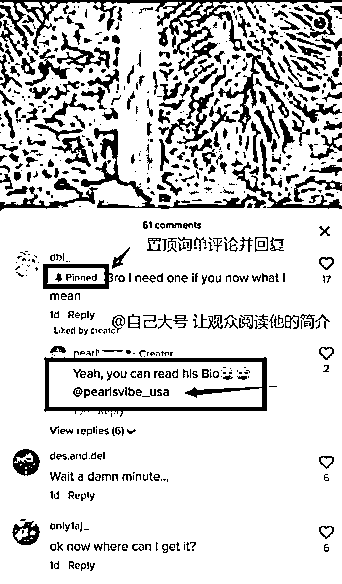 61 comments
置顶询单评论并回复
dbl_
Pinned Bro I need one if you now what I
mean
1d Reply
Liked by creator
17
@自己大号 让观众阅读他的简介
Creator
Yeah, you can read his Bio
@pearlsvibe_usa
2
View replies (6)
des.and.del
Wait a damn minute...
1d Reply
6
only1aj_
ok now where can I get it?
1d Reply
6